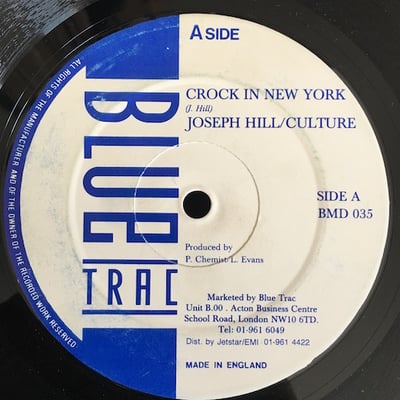 A SIDE
BLUE
TRAC
CROCK IN NEW YORK
(J. Hill)
JOSEPH HILL/CULTURE
SIDE A
BMD 035
Produced by
P. Chemist/L. Evans
Marketed by Blue Trac
Unit B.00 . Acton Business Centre
School Road, London NW10 6TD.
Tel: 01-961 6049
Dist. by Jetstar/EMI · 01-961 4422
MADE IN ENGLAND
ALL RIGHTS OF THE MANUFACTURER AND OF THE OWNER OF THE RECORDED WORK RESERVED